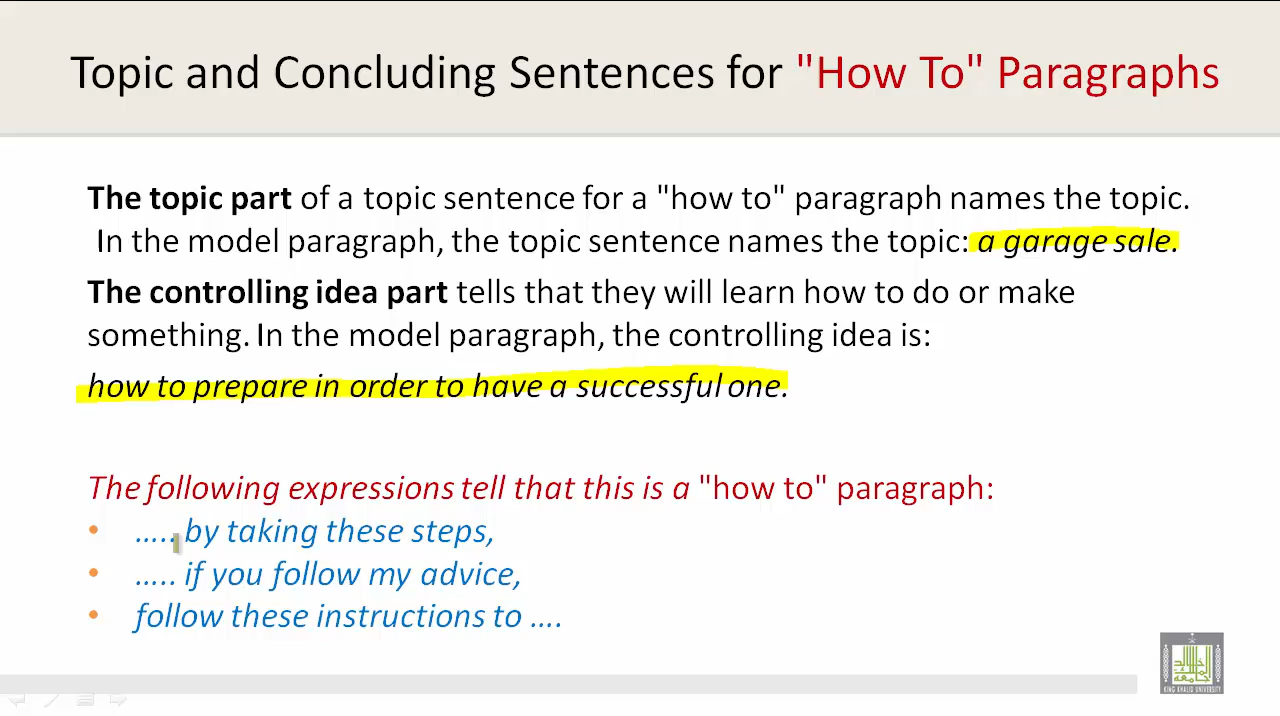 Topic and Concluding Sentences for "How To" Paragraphs
The topic part of a topic sentence for a "how to" paragraph names the topic.
In the model paragraph, the topic sentence names the topic: a garage sale.
The controlling idea part tells that they will learn how to do or make
something. In the model paragraph, the controlling idea is:
how to prepare in order to have a successful one.
The following expressions tell that this is a "how to" paragraph:
• ..... by taking these steps,
• ..... if you follow my advice,
• follow these instructions to ....
KING KHALID UNIVERSITY